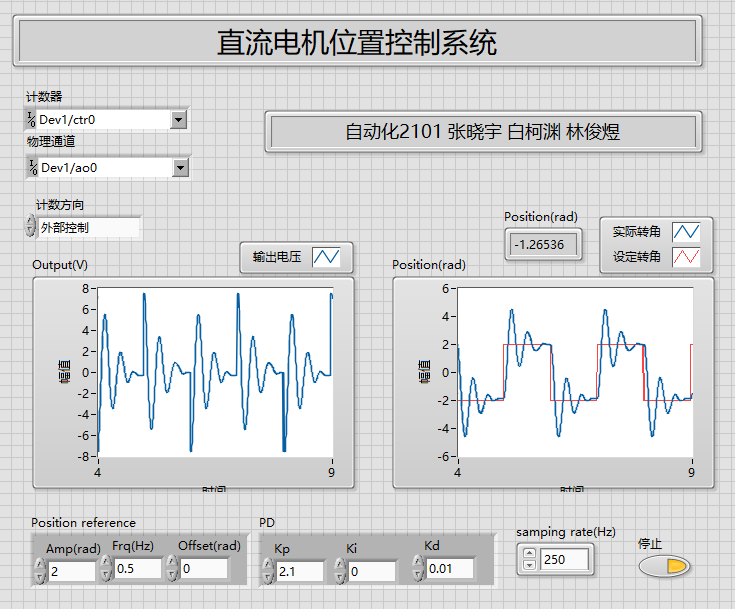 直流电机位置控制系统
计数器
Dev1/ctr0
自动化2101 张晓宇 白柯渊 林俊煜
物理通道
Dev1/ao0
计数方向
外部控制
Position(rad)
-1.26536
实际转角
设定转角
输出电压
Output(V)
Position(rad)
8
6
4
2
0
-2
-4
-6
-8
幅值
4
9
时间
6
4
2
0
-2
-4
-6
幅值
4
9
时间
Position reference
Amp(rad) Frq(Hz) Offset(rad)
2 0.5 0
PD
Kp Ki Kd
2.1 0 0.01
samping rate(Hz)
250
停止